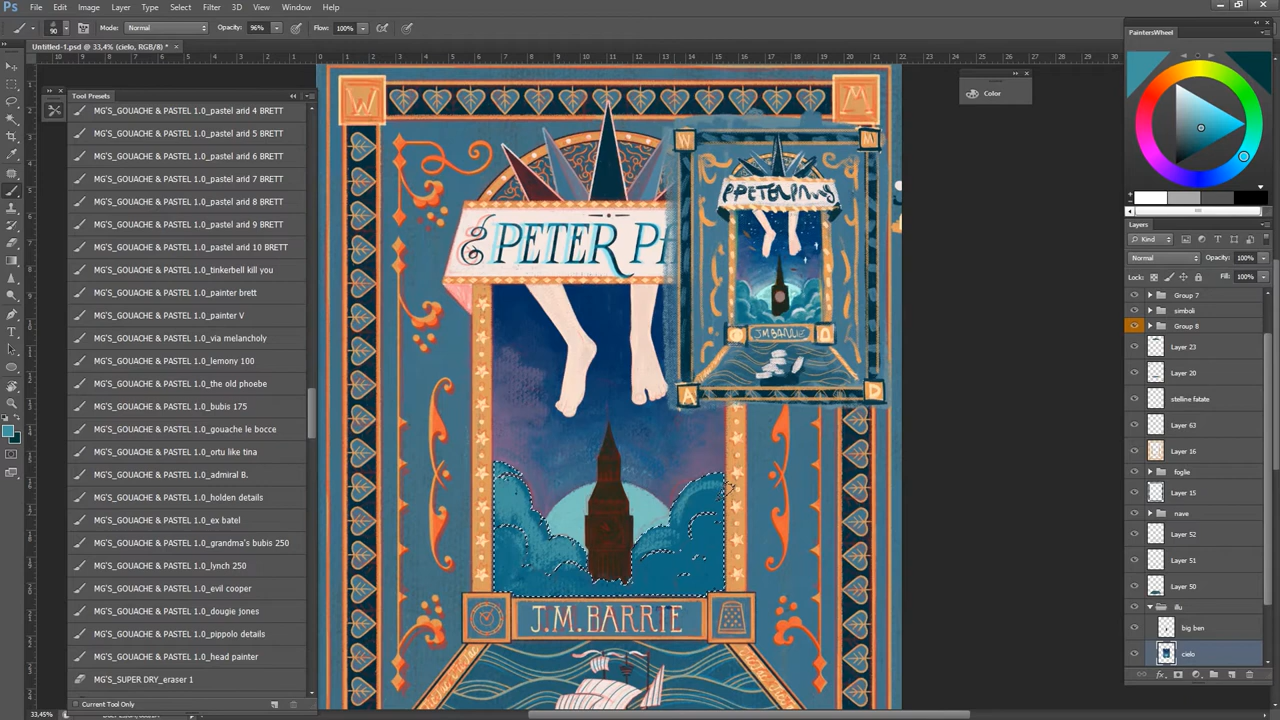 Ps File Edit Image Layer Type Select Filter 3D View Window Help
90 Mode: Normal Opacity: 96% Flow: 100%
Untitled-1.psd @ 33,4% (cielo, RGB/8) * ×
Tool Presets
MG'S_GOUACHE & PASTEL 1.0_pastel and 4 BRETT
MG'S_GOUACHE & PASTEL 1.0_pastel and 5 BRETT
MG'S_GOUACHE & PASTEL 1.0_pastel and 6 BRETT
MG'S_GOUACHE & PASTEL 1.0_pastel and 7 BRETT
MG'S_GOUACHE & PASTEL 1.0_pastel and 8 BRETT
MG'S_GOUACHE & PASTEL 1.0_pastel and 9 BRETT
MG'S_GOUACHE & PASTEL 1.0_pastel and 10 BRETT
MG'S_GOUACHE & PASTEL 1.0_tinkerbell kill you
MG'S_GOUACHE & PASTEL 1.0_painter brett
MG'S_GOUACHE & PASTEL 1.0_painter V
MG'S_GOUACHE & PASTEL 1.0_via melancholy
MG'S_GOUACHE & PASTEL 1.0_lemony 100
MG'S_GOUACHE & PASTEL 1.0_the old phoebe
MG'S_GOUACHE & PASTEL 1.0_bubis 175
MG'S_GOUACHE & PASTEL 1.0_gouache le bocce
MG'S_GOUACHE & PASTEL 1.0_ortu like tina
MG'S_GOUACHE & PASTEL 1.0_admiral B.
MG'S_GOUACHE & PASTEL 1.0_holden details
MG'S_GOUACHE & PASTEL 1.0_ex batel
MG'S_GOUACHE & PASTEL 1.0_grandma's bubis 250
MG'S_GOUACHE & PASTEL 1.0_lynch 250
MG'S_GOUACHE & PASTEL 1.0_evil cooper
MG'S_GOUACHE & PASTEL 1.0_dougie jones
MG'S_GOUACHE & PASTEL 1.0_pippolo details
MG'S_GOUACHE & PASTEL 1.0_head painter
MG'S_SUPER DRY_eraser 1
Current Tool Only
33,45%
W M
PETER P
J.M.BARRIE
W M
J M BARRIE
A D
Color
PaintersWheel
Layers
Kind
Normal Opacity: 100%
Lock: Fill: 100%
Group 7
simboli
Group 8
Layer 23
Layer 20
stelline fatate
Layer 63
Layer 16
foglie
Layer 15
nave
Layer 52
Layer 51
Layer 50
illu
big ben
cielo